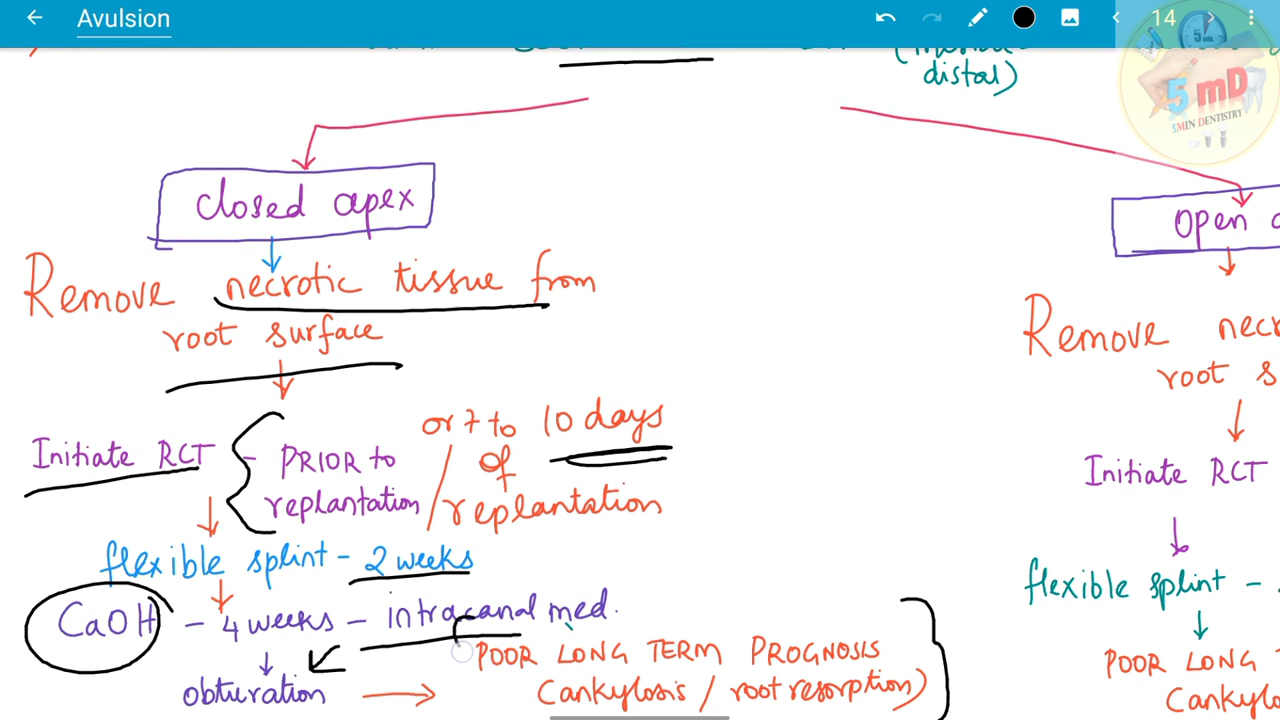 Avulsion
14
distal)
5 mD
5MIN DENTISTRY
closed apex
Remove necrotic tissue from
root surface
Initiate RCT - PRIOR to replantation / or 7 to 10 days of replantation
flexible splint - 2 weeks
CaOH - 4 weeks - intracanal med.
obturation → POOR LONG TERM PROGNOSIS
(ankylosis / root resorption)
Open
Remove
root
Initiate RCT
flexible splint -
POOR LONG